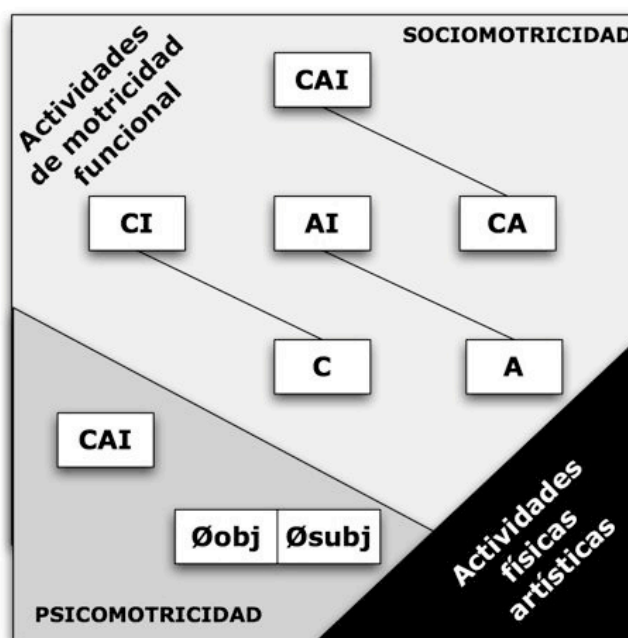 SOCIOMOTRICIDAD
Actividades
de motricidad
funcional
CAI
CI
AI
CA
C
A
CAI
Øobj
Øsubj
Actividades
físicas
artísticas
PSICOMOTRICIDAD